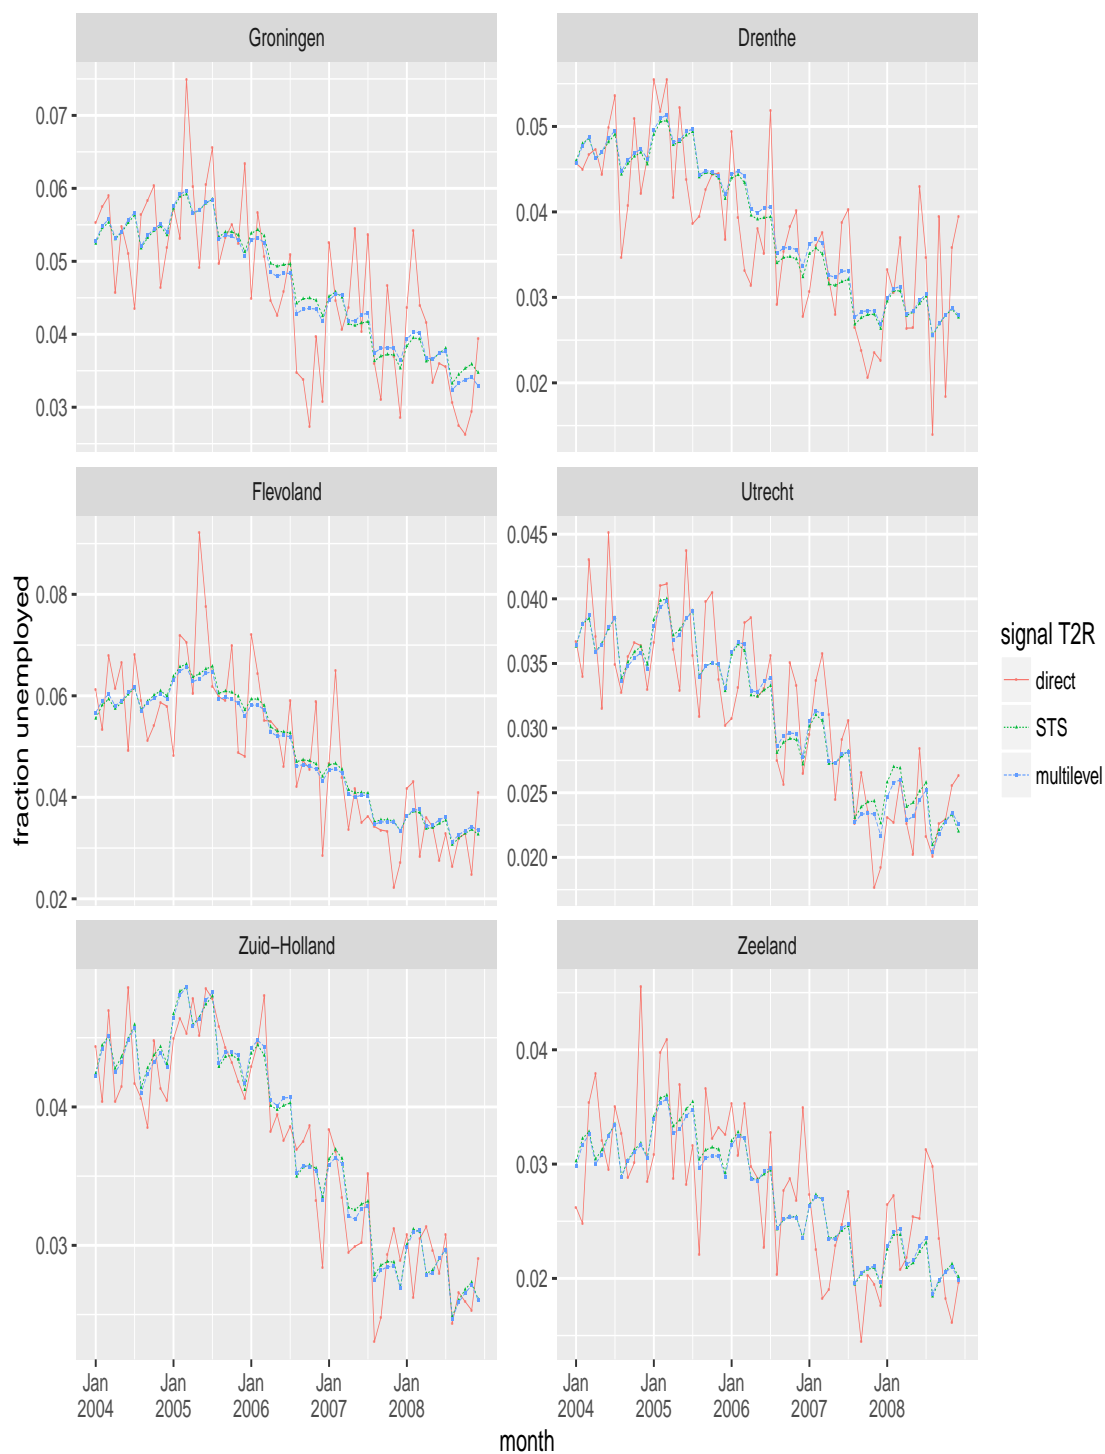 Groningen
Drenthe
0.07
0.06
0.05
0.04
0.03
0.05
0.04
0.03
0.02
Flevoland
Utrecht
0.08
0.06
0.04
0.02
0.045
0.040
0.035
0.030
0.025
0.020
fraction unemployed
signal T2R
direct
STS
multilevel
Zuid−Holland
Zeeland
0.04
0.03
0.04
0.03
0.02
Jan 2004
Jan 2005
Jan 2006
Jan 2007
Jan 2008
Jan 2004
Jan 2005
Jan 2006
Jan 2007
Jan 2008
month